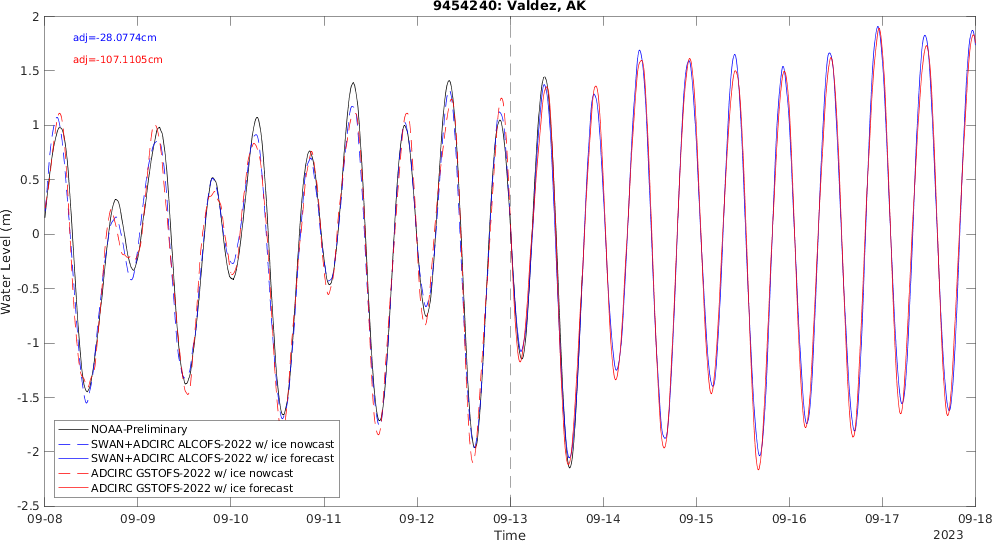 9454240: Valdez, AK
adj=-28.0774cm
adj=-107.1105cm
Water Level (m)
2
1.5
1
0.5
0
-0.5
-1
-1.5
-2
-2.5
NOAA-Preliminary
SWAN+ADCIRC ALCOFS-2022 w/ ice nowcast
SWAN+ADCIRC ALCOFS-2022 w/ ice forecast
ADCIRC GSTOFS-2022 w/ ice nowcast
ADCIRC GSTOFS-2022 w/ ice forecast
09-08 09-09 09-10 09-11 09-12 09-13 09-14 09-15 09-16 09-17 09-18
Time
2023